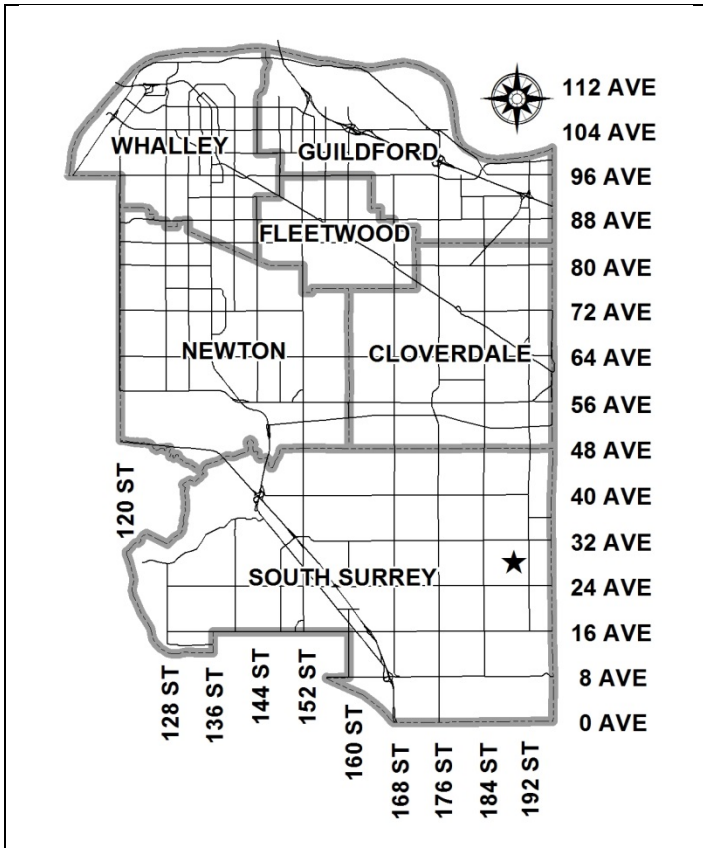 112 AVE
104 AVE
WHALLEY
GUILDFORD
96 AVE
88 AVE
FLEETWOOD
80 AVE
72 AVE
NEWTON
CLOVERDALE
64 AVE
56 AVE
48 AVE
120 ST
40 AVE
32 AVE
SOUTH SURREY
24 AVE
16 AVE
8 AVE
0 AVE
128 ST
136 ST
144 ST
152 ST
160 ST
168 ST
176 ST
184 ST
192 ST